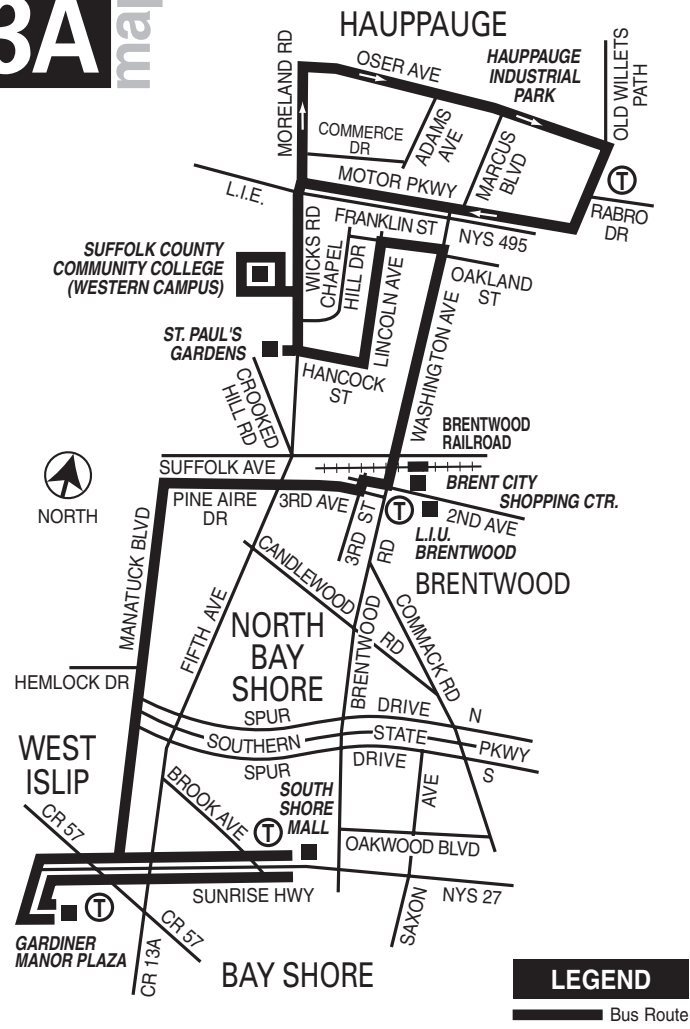 3A
map
HAUPPAUGE
MORELAND RD
OSER AVE
HAUPPAUGE
INDUSTRIAL
PARK
OLD WILLETS
PATH
COMMERCE
DR
ADAMS
AVE
MARCUS
BLVD
T
MOTOR PKWY
L.I.E.
RABRO
DR
FRANKLIN ST
NYS 495
SUFFOLK COUNTY
COMMUNITY COLLEGE
(WESTERN CAMPUS)
WICKS RD
CHAPEL
HILL DR
LINCOLN AVE
OAKLAND
ST
WASHINGTON AVE
ST. PAUL'S
GARDENS
HANCOCK
ST
CROOKED
HILL RD
BRENTWOOD
RAILROAD
SUFFOLK AVE
NORTH
PINE AIRE
DR
3RD AVE
3RD ST
BRENT CITY
SHOPPING CTR.
T
2ND AVE
L.I.U.
BRENTWOOD
BRENTWOOD
MANATUCK BLVD
FIFTH AVE
CANDLEWOOD
RD
BRENTWOOD
RD
COMMACK RD
NORTH
BAY
SHORE
HEMLOCK DR
SPUR
DRIVE
N
SOUTHERN
STATE
PKWY
SPUR
DRIVE
S
WEST
ISLIP
CR 57
BROOK AVE
SOUTH
SHORE
MALL
T
AVE
OAKWOOD BLVD
SUNRISE HWY
NYS 27
SAXON
T
GARDINER
MANOR PLAZA
CR 57
CR 13A
BAY SHORE
LEGEND
Bus Route